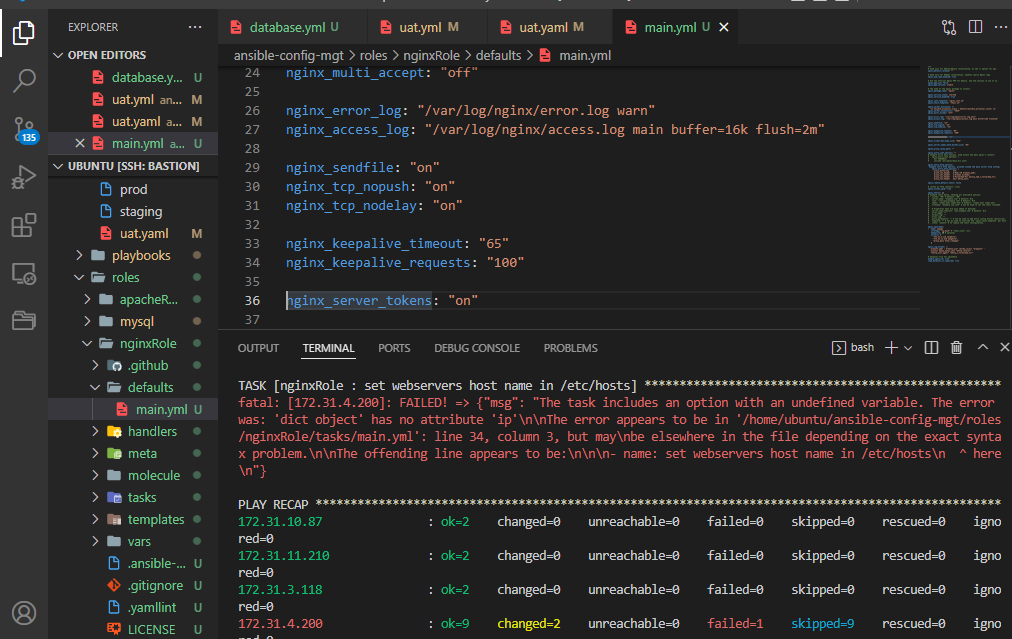 EXPLORER ···
OPEN EDITORS
database.y... U
uat.yml an... M
uat.yaml a... M
main.yml a... U
UBUNTU [SSH: BASTION]
prod
staging
uat.yaml M
playbooks
roles
apacheR...
mysql
nginxRole
.github
defaults
main.yml U
handlers
meta
molecule
tasks
templates
vars
.ansible-... U
.gitignore U
.yamllint U
LICENSE U
135
database.yml U
uat.yml M
uat.yaml M
main.yml U
ansible-config-mgt > roles > nginxRole > defaults > main.yml
24 nginx_multi_accept: "off"
25
26 nginx_error_log: "/var/log/nginx/error.log warn"
27 nginx_access_log: "/var/log/nginx/access.log main buffer=16k flush=2m"
28
29 nginx_sendfile: "on"
30 nginx_tcp_nopush: "on"
31 nginx_tcp_nodelay: "on"
32
33 nginx_keepalive_timeout: "65"
34 nginx_keepalive_requests: "100"
35
36 nginx_server_tokens: "on"
37
OUTPUT TERMINAL PORTS DEBUG CONSOLE PROBLEMS bash
TASK [nginxRole : set webservers host name in /etc/hosts] ***************************************************
fatal: [172.31.4.200]: FAILED! => {"msg": "The task includes an option with an undefined variable. The error
was: 'dict object' has no attribute 'ip'\n\nThe error appears to be in '/home/ubuntu/ansible-config-mgt/roles
/nginxRole/tasks/main.yml': line 34, column 3, but may\nbe elsewhere in the file depending on the exact synta
x problem.\n\nThe offending line appears to be:\n\n\n- name: set webservers host name in /etc/hosts\n  ^ here
\n"}
PLAY RECAP **************************************************************************************************
172.31.10.87 : ok=2 changed=0 unreachable=0 failed=0 skipped=0 rescued=0 igno
red=0
172.31.11.210 : ok=2 changed=0 unreachable=0 failed=0 skipped=0 rescued=0 igno
red=0
172.31.3.118 : ok=2 changed=0 unreachable=0 failed=0 skipped=0 rescued=0 igno
red=0
172.31.4.200 : ok=9 changed=2 unreachable=0 failed=1 skipped=9 rescued=0 igno